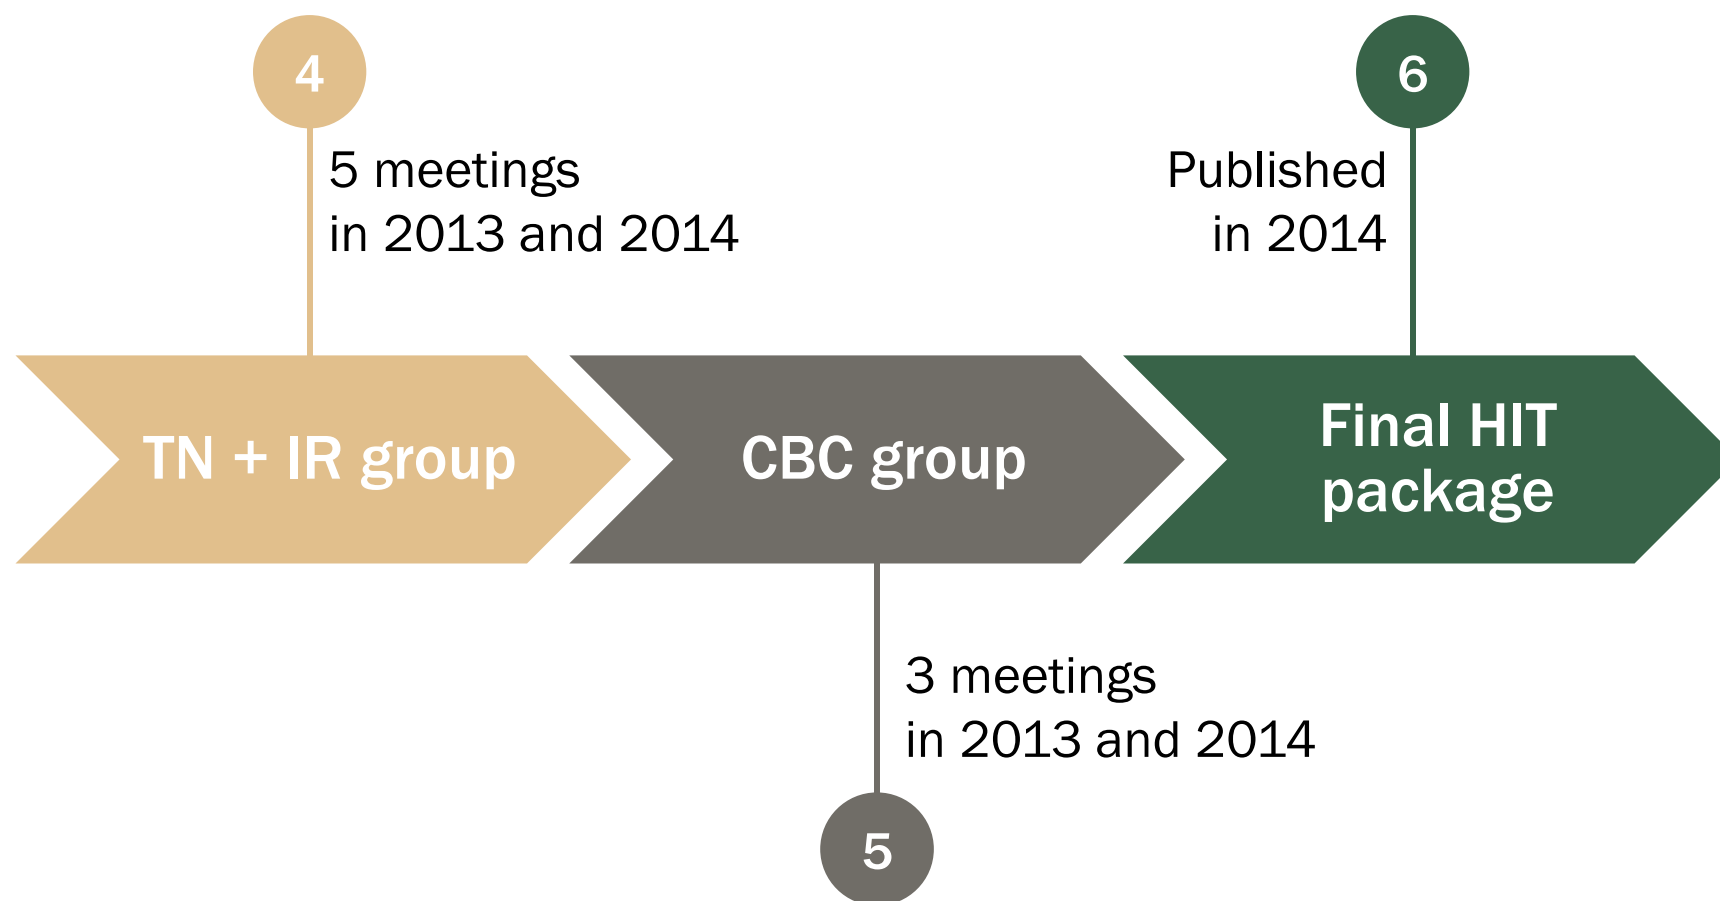 4
5 meetings
in 2013 and 2014
TN + IR group
CBC group
3 meetings
in 2013 and 2014
5
6
Published
in 2014
Final HIT
package